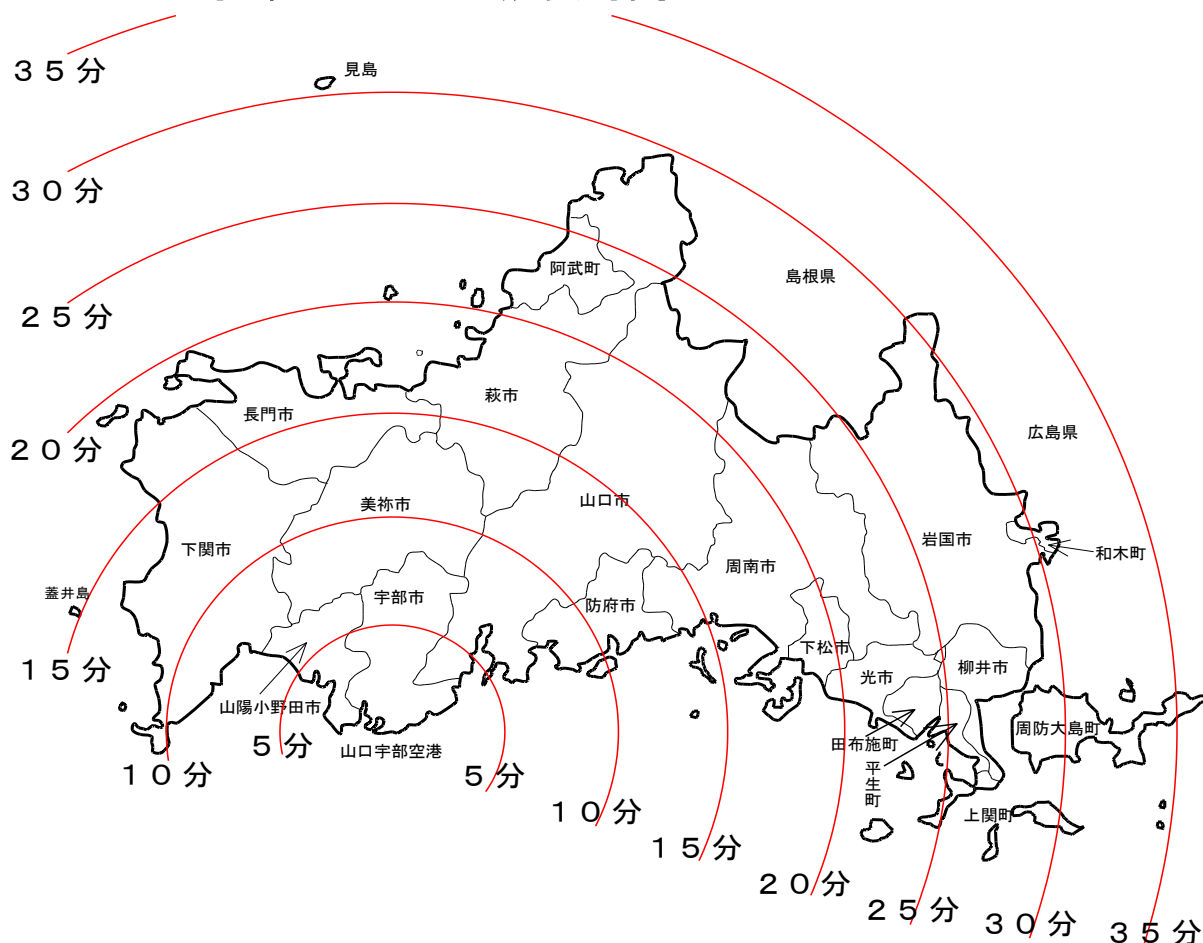 ３５分
見島
３０分
島根県
阿武町
２５分
萩市
長門市
広島県
２０分
美祢市
山口市
岩国市
下関市
和木町
周南市
蓋井島
宇部市
防府市
下松市
１５分
柳井市
光市
山陽小野田市
周防大島町
５分
山口宇部空港
田布施町
１０分
５分
平生町
１０分
上関町
１５分
２０分
２５分
３０分
３５分